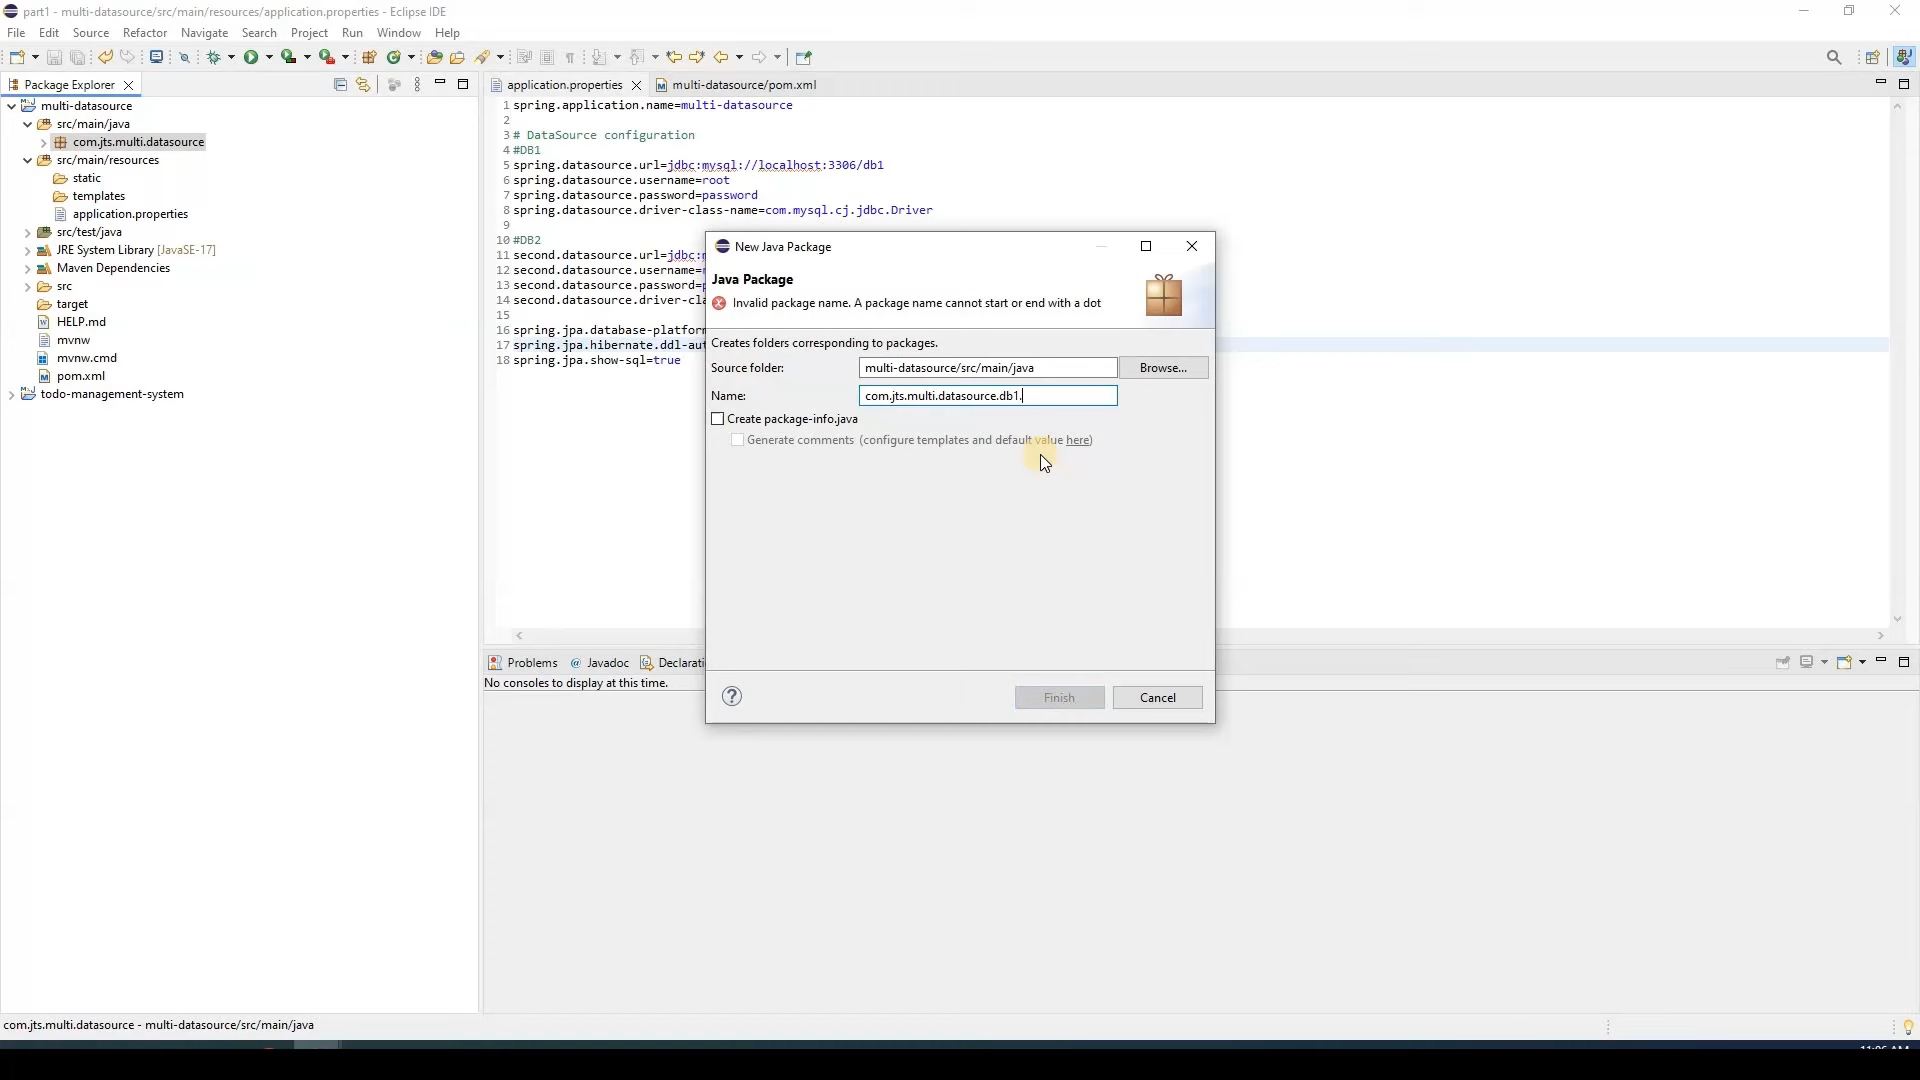 part1 - multi-datasource/src/main/resources/application.properties - Eclipse IDE
File Edit Source Refactor Navigate Search Project Run Window Help
Package Explorer
application.properties
multi-datasource/pom.xml
multi-datasource
src/main/java
com.jts.multi.datasource
src/main/resources
static
templates
application.properties
src/test/java
JRE System Library [JavaSE-17]
Maven Dependencies
src
target
HELP.md
mvnw
mvnw.cmd
pom.xml
todo-management-system
1 spring.application.name=multi-datasource
2
3 # DataSource configuration
4 #DB1
5 spring.datasource.url=jdbc:mysql://localhost:3306/db1
6 spring.datasource.username=root
7 spring.datasource.password=password
8 spring.datasource.driver-class-name=com.mysql.cj.jdbc.Driver
9
10 #DB2
11 second.datasource.url=jdbc:
12 second.datasource.username=
13 second.datasource.password=
14 second.datasource.driver-cla
15
16 spring.jpa.database-platform
17 spring.jpa.hibernate.ddl-aut
18 spring.jpa.show-sql=true
New Java Package
Java Package
Invalid package name. A package name cannot start or end with a dot
Creates folders corresponding to packages.
Source folder: multi-datasource/src/main/java Browse...
Name: com.jts.multi.datasource.db1.
Create package-info.java
Generate comments (configure templates and default value here)
? Finish Cancel
Problems @ Javadoc Declarati
No consoles to display at this time.
com.jts.multi.datasource - multi-datasource/src/main/java